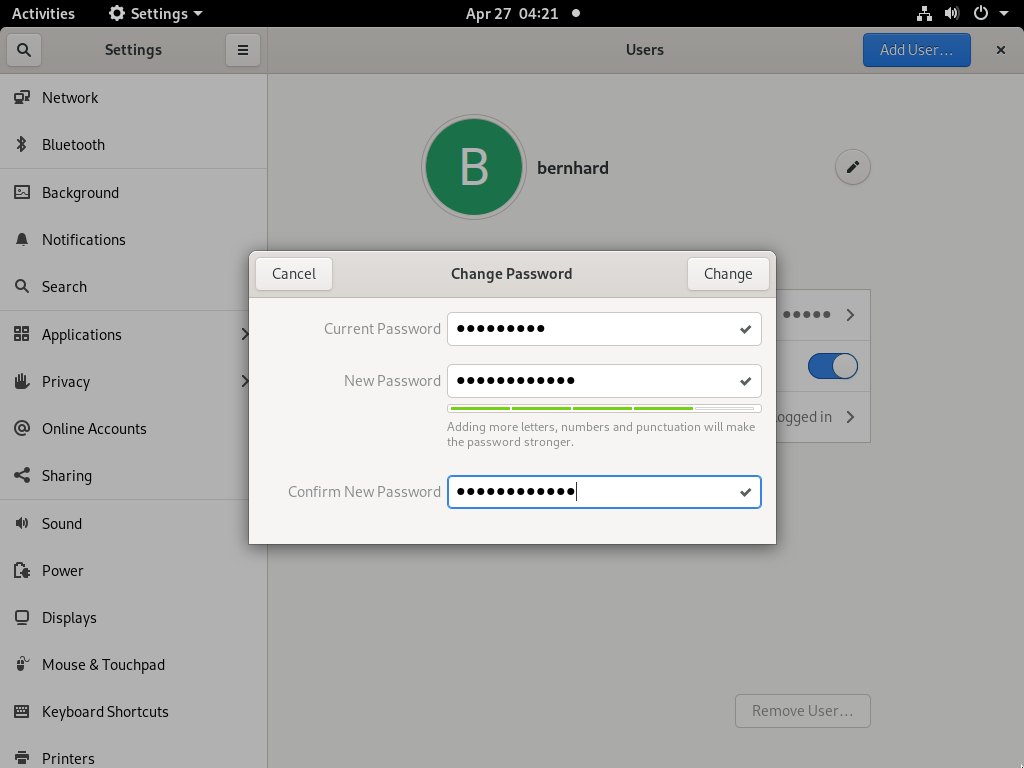 Activities
Settings
Apr 27 04:21
Settings
Users
Add User…
Network
Bluetooth
Background
Notifications
Search
Applications
Privacy
Online Accounts
Sharing
Sound
Power
Displays
Mouse & Touchpad
Keyboard Shortcuts
Printers
B
bernhard
Cancel
Change Password
Change
Current Password ●●●●●●●●●
New Password ●●●●●●●●●●●●
Adding more letters, numbers and punctuation will make
the password stronger.
Confirm New Password ●●●●●●●●●●●●
●●●●●
logged in
Remove User…